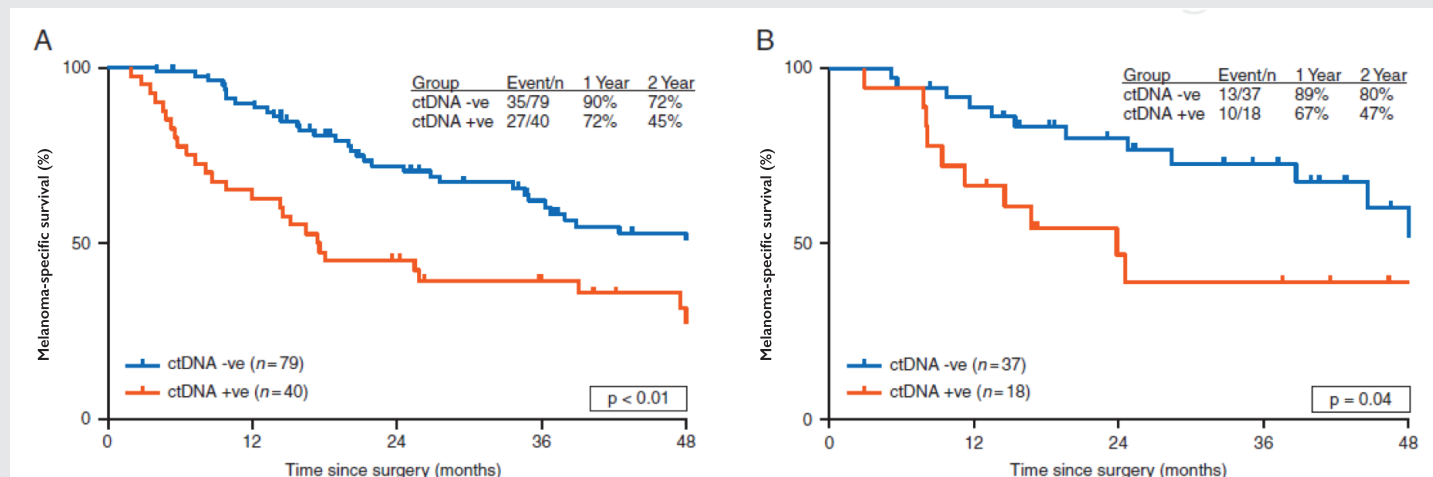 A
Group Event/n 1 Year 2 Year
ctDNA -ve 35/79 90% 72%
ctDNA +ve 27/40 72% 45%
100
50
0
Melanoma-specific survival (%)
ctDNA -ve (n=79)
ctDNA +ve (n=40)
p < 0.01
0 12 24 36 48
Time since surgery (months)
B
Group Event/n 1 Year 2 Year
ctDNA -ve 13/37 89% 80%
ctDNA +ve 10/18 67% 47%
100
50
0
Melanoma-specific survival (%)
ctDNA -ve (n=37)
ctDNA +ve (n=18)
p = 0.04
0 12 24 36 48
Time since surgery (months)